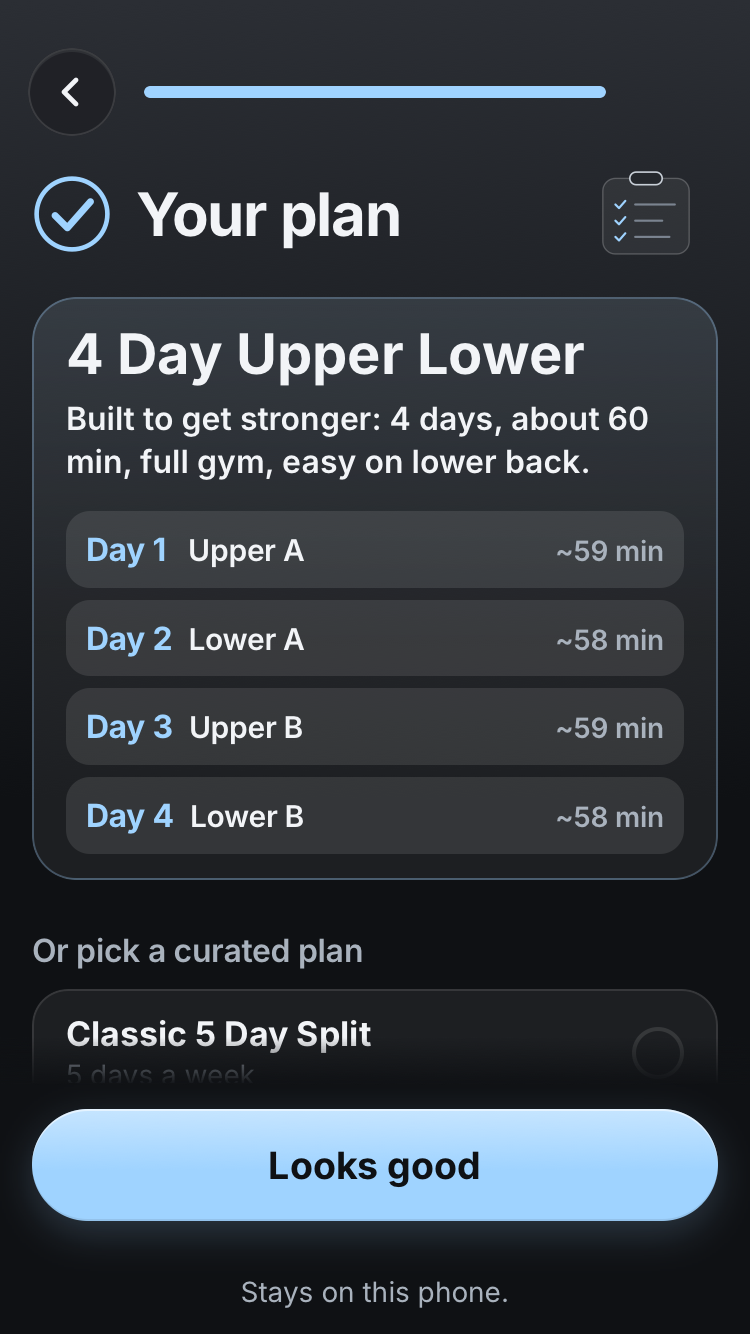 Your plan
4 Day Upper Lower
Built to get stronger: 4 days, about 60
min, full gym, easy on lower back.
Day 1 Upper A ~59 min
Day 2 Lower A ~58 min
Day 3 Upper B ~59 min
Day 4 Lower B ~58 min
Or pick a curated plan
Classic 5 Day Split
5 days a week
Looks good
Stays on this phone.